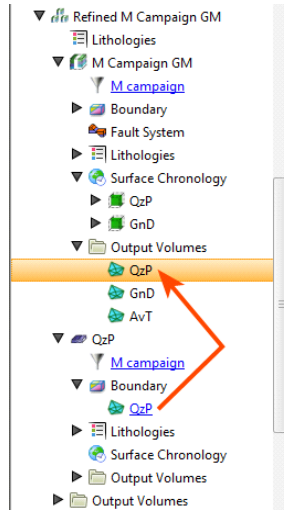 Refined M Campaign GM
Lithologies
M Campaign GM
M campaign
Boundary
Fault System
Lithologies
Surface Chronology
QzP
GnD
Output Volumes
QzP
GnD
AvT
QzP
M campaign
Boundary
QzP
Lithologies
Surface Chronology
Output Volumes
Output Volumes